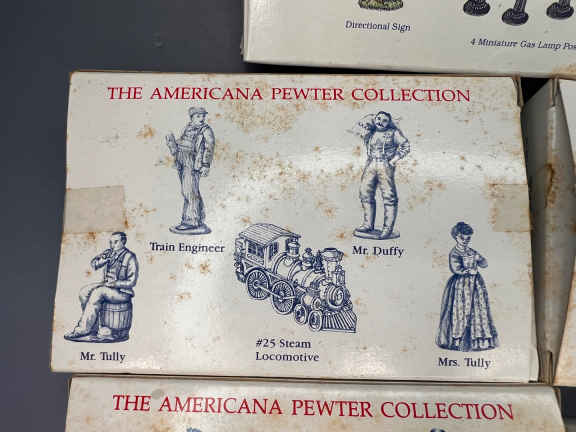 Directional Sign
4 Miniature Gas Lamp
THE AMERICANA PEWTER COLLECTION
Train Engineer
Mr. Duffy
Mr. Tully
#25 Steam
Locomotive
Mrs. Tully
THE AMERICANA PEWTER COLLECTION